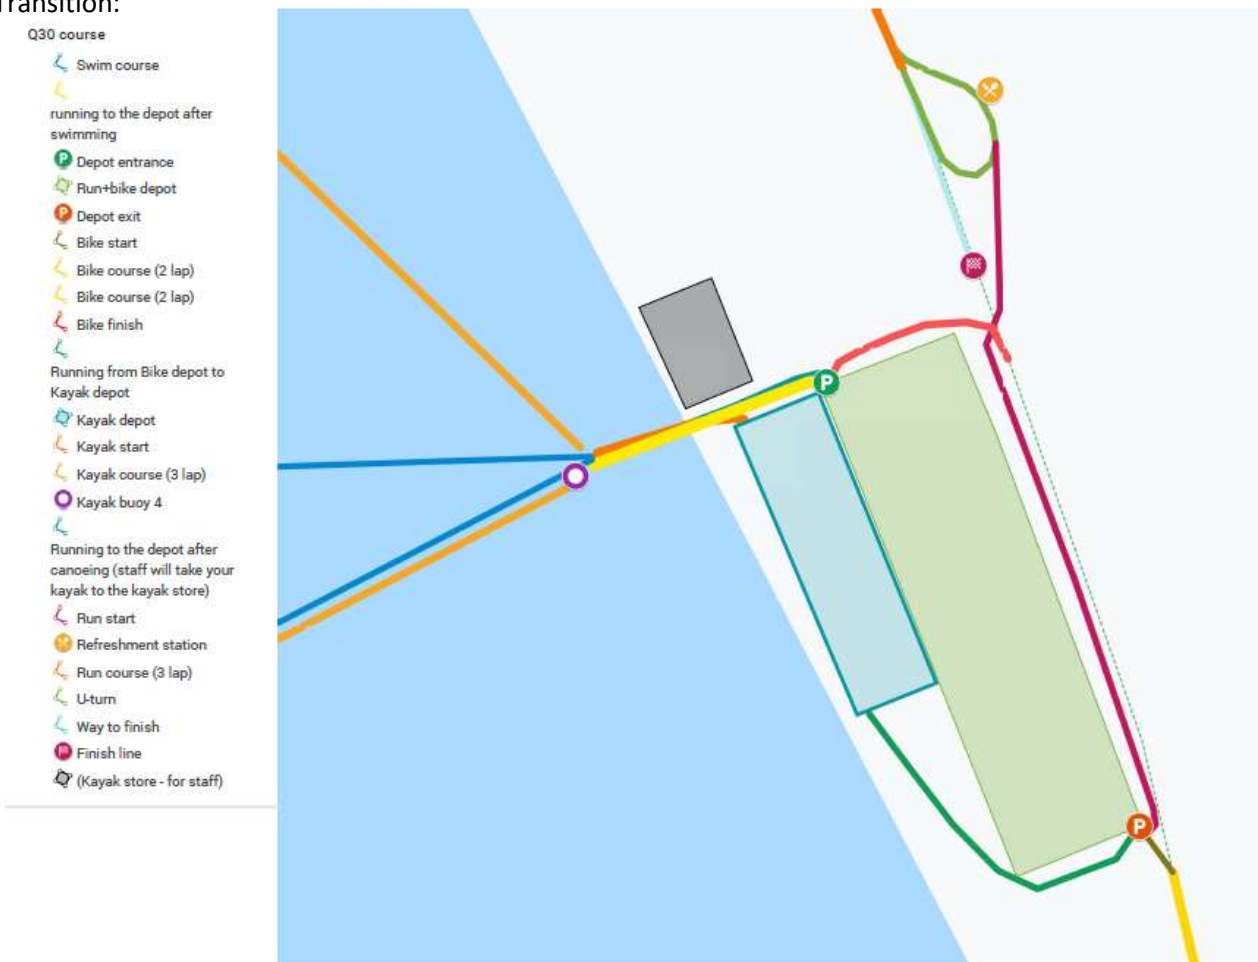 Transition:
Q30 course
Swim course
running to the depot after
swimming
P Depot entrance
Run+bike depot
P Depot exit
Bike start
Bike course (2 lap)
Bike course (2 lap)
Bike finish
Running from Bike depot to
Kayak depot
Kayak depot
Kayak start
Kayak course (3 lap)
Kayak buoy 4
Running to the depot after
canoeing (staff will take your
kayak to the kayak store)
Run start
Refreshment station
Run course (3 lap)
U-turn
Way to finish
Finish line
(Kayak store - for staff)
P
P